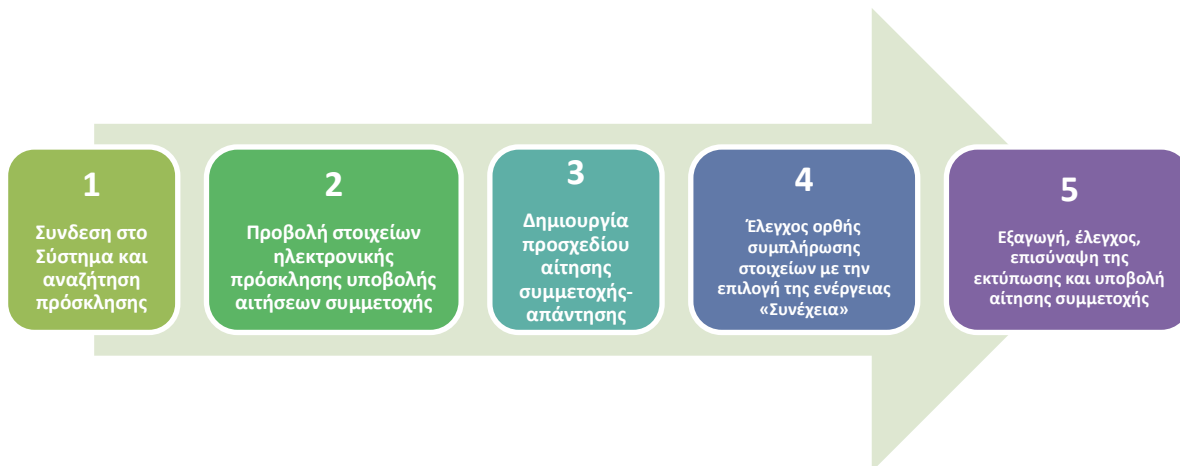 1
Συνδεση στο
Σύστημα και
αναζήτηση
πρόσκλησης
2
Προβολή στοιχείων
ηλεκτρονικής
πρόσκλησης υποβολής
αιτήσεων συμμετοχής
3
Δημιουργία
προσχεδίου
αίτησης
συμμετοχής-
απάντησης
4
Έλεγχος ορθής
συμπλήρωσης
στοιχείων με την
επιλογή της ενέργειας
«Συνέχεια»
5
Εξαγωγή, έλεγχος,
επισύναψη της
εκτύπωσης και υποβολή
αίτησης συμμετοχής